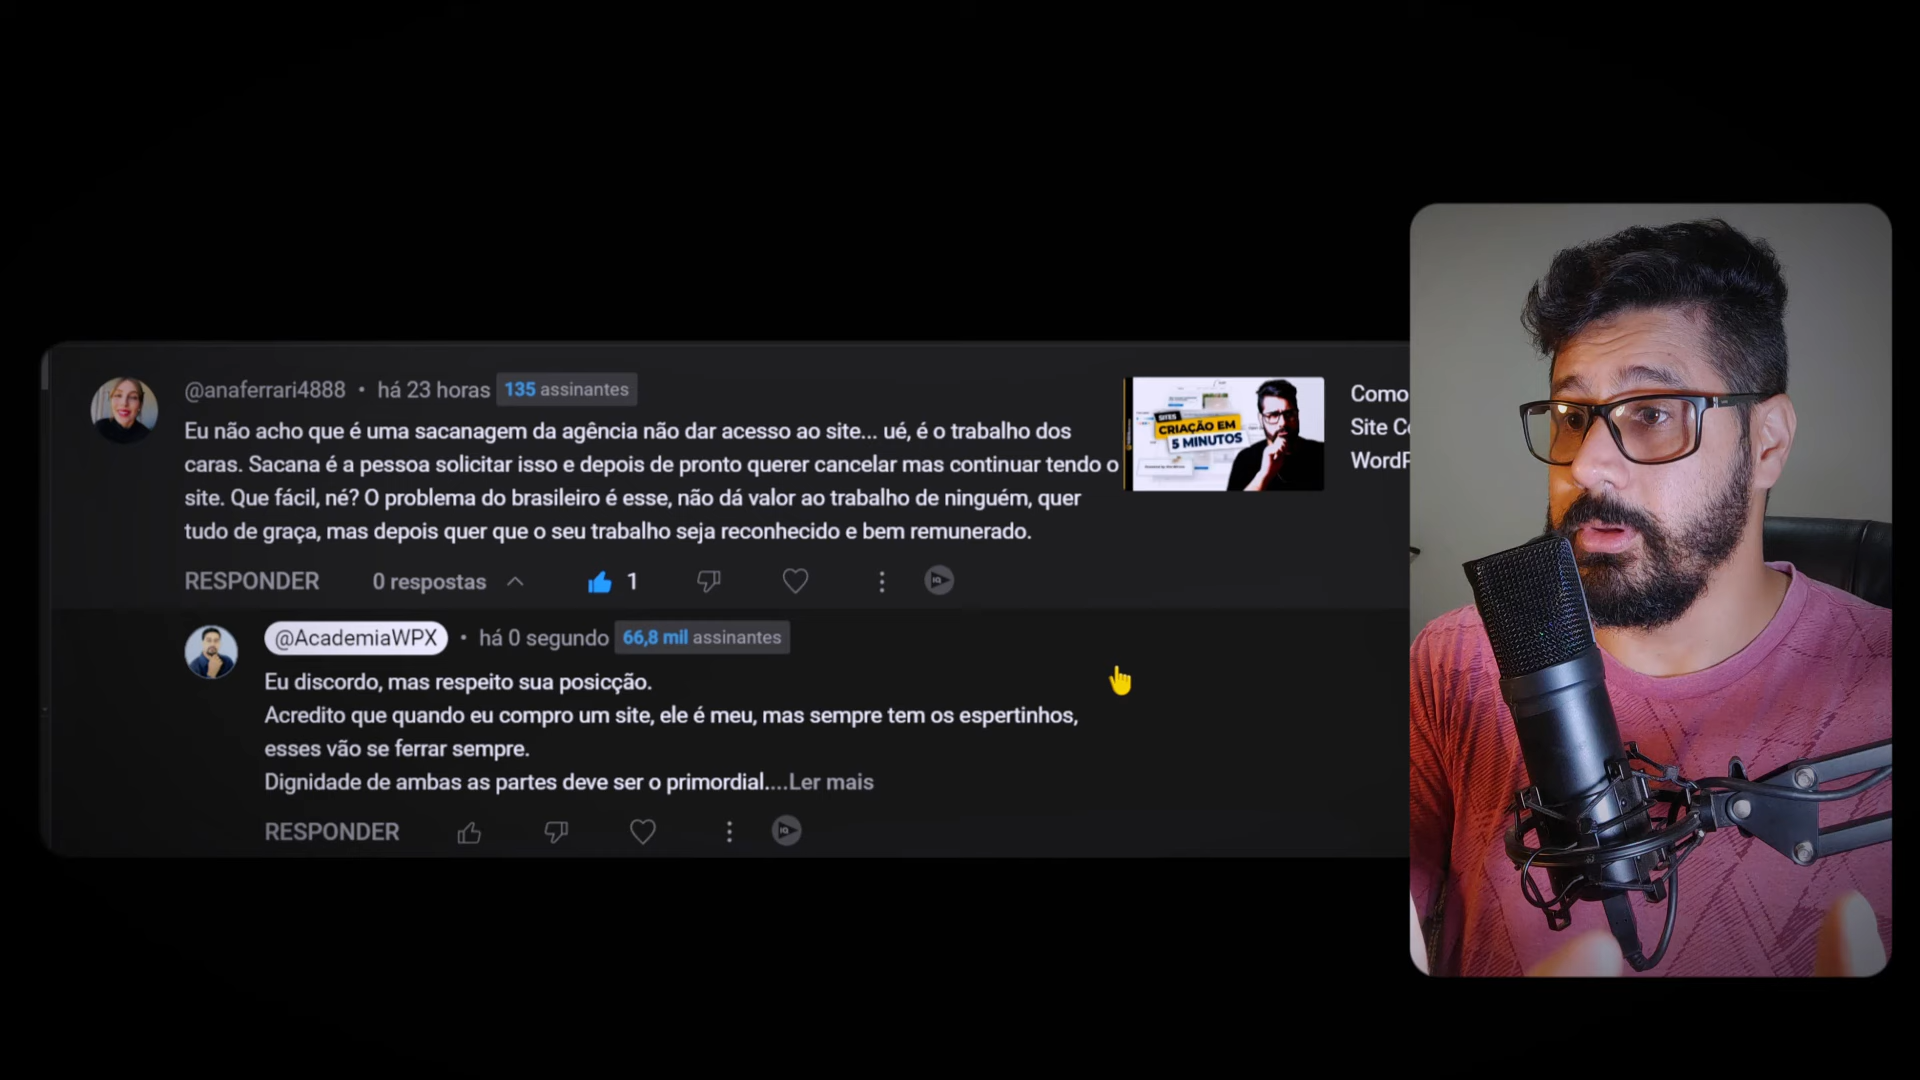 @anaferrari4888 • há 23 horas 135 assinantes
Eu não acho que é uma sacanagem da agência não dar acesso ao site... ué, é o trabalho dos
caras. Sacana é a pessoa solicitar isso e depois de pronto querer cancelar mas continuar tendo o
site. Que fácil, né? O problema do brasileiro é esse, não dá valor ao trabalho de ninguém, quer
tudo de graça, mas depois quer que o seu trabalho seja reconhecido e bem remunerado.
RESPONDER 0 respostas 1
SITES
CRIAÇÃO EM
5 MINUTOS
Como
Site Co
WordP
@AcademiaWPX • há 0 segundo 66,8 mil assinantes
Eu discordo, mas respeito sua posicção.
Acredito que quando eu compro um site, ele é meu, mas sempre tem os espertinhos,
esses vão se ferrar sempre.
Dignidade de ambas as partes deve ser o primordial....Ler mais
RESPONDER